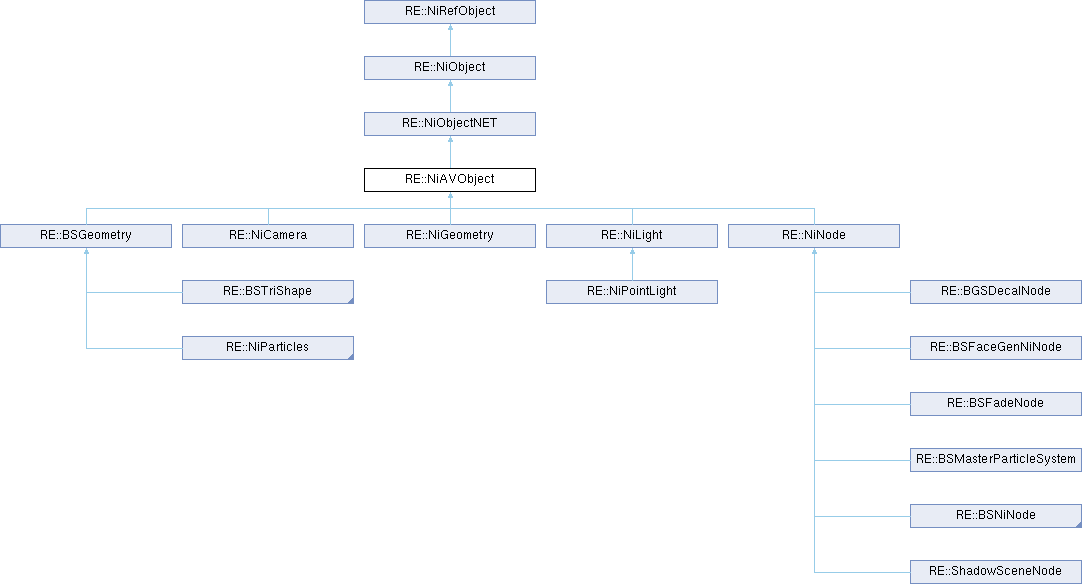 RE::NiRefObject
RE::NiObject
RE::NiObjectNET
RE::NiAVObject
RE::BSGeometry
RE::NiCamera
RE::NiGeometry
RE::NiLight
RE::NiNode
RE::BSTriShape
RE::NiPointLight
RE::BGSDecalNode
RE::NiParticles
RE::BSFaceGenNiNode
RE::BSFadeNode
RE::BSMasterParticleSystem
RE::BSNiNode
RE::ShadowSceneNode